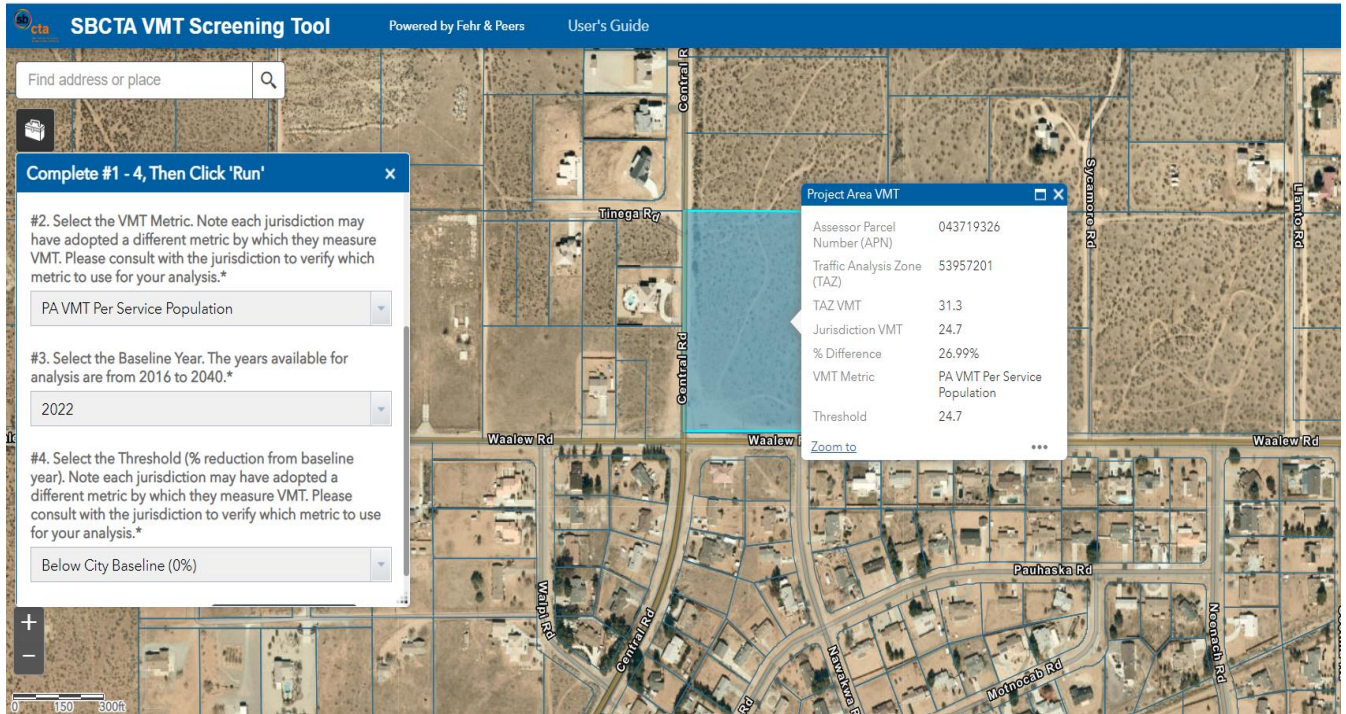 sb
cta
SBCTA VMT Screening Tool
Powered by Fehr & Peers
User's Guide
Find address or place
Complete #1 - 4, Then Click 'Run'
#2. Select the VMT Metric. Note each jurisdiction may
have adopted a different metric by which they measure
VMT. Please consult with the jurisdiction to verify which
metric to use for your analysis.*
PA VMT Per Service Population
#3. Select the Baseline Year. The years available for
analysis are from 2016 to 2040.*
2022
#4. Select the Threshold (% reduction from baseline
year). Note each jurisdiction may have adopted a
different metric by which they measure VMT. Please
consult with the jurisdiction to verify which metric to use
for your analysis.*
Below City Baseline (0%)
+
−
0 150 300ft
Central R
Tinega Rd
Central Rd
Sycamore Rd
Llanto Rd
Project Area VMT
Assessor Parcel Number (APN) 043719326
Traffic Analysis Zone (TAZ) 53957201
TAZ VMT 31.3
Jurisdiction VMT 24.7
% Difference 26.99%
VMT Metric PA VMT Per Service Population
Threshold 24.7
Zoom to
Waalew Rd
Waalew
Waalew Rd
Walpi Rd
Central Rd
Pauhaska Rd
Nawakwa
Motnocab Rd
Neenach Rd
Rd